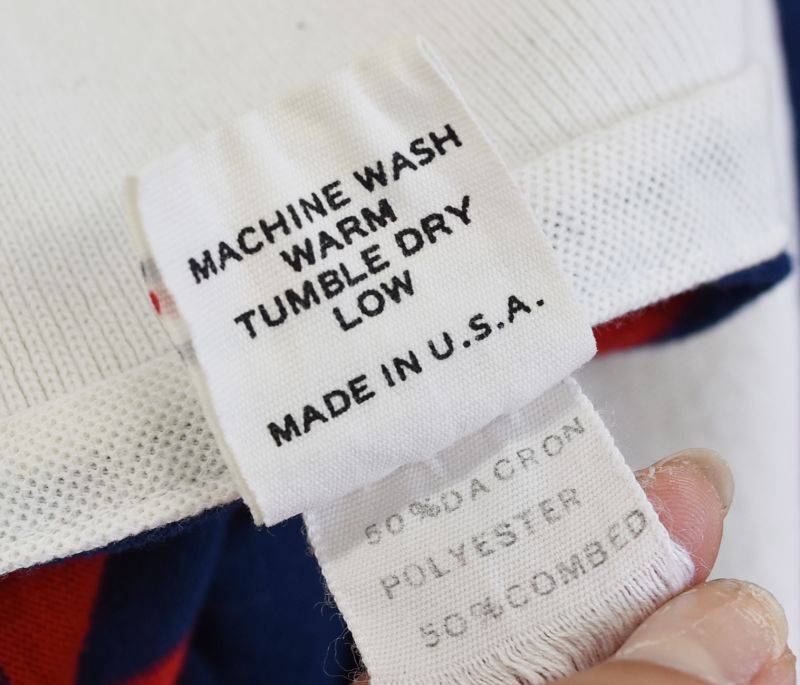 MACHINE WASH
WARM
TUMBLE DRY
LOW
MADE IN U.S.A.
50% DACRON
POLYESTER
50% COMBED